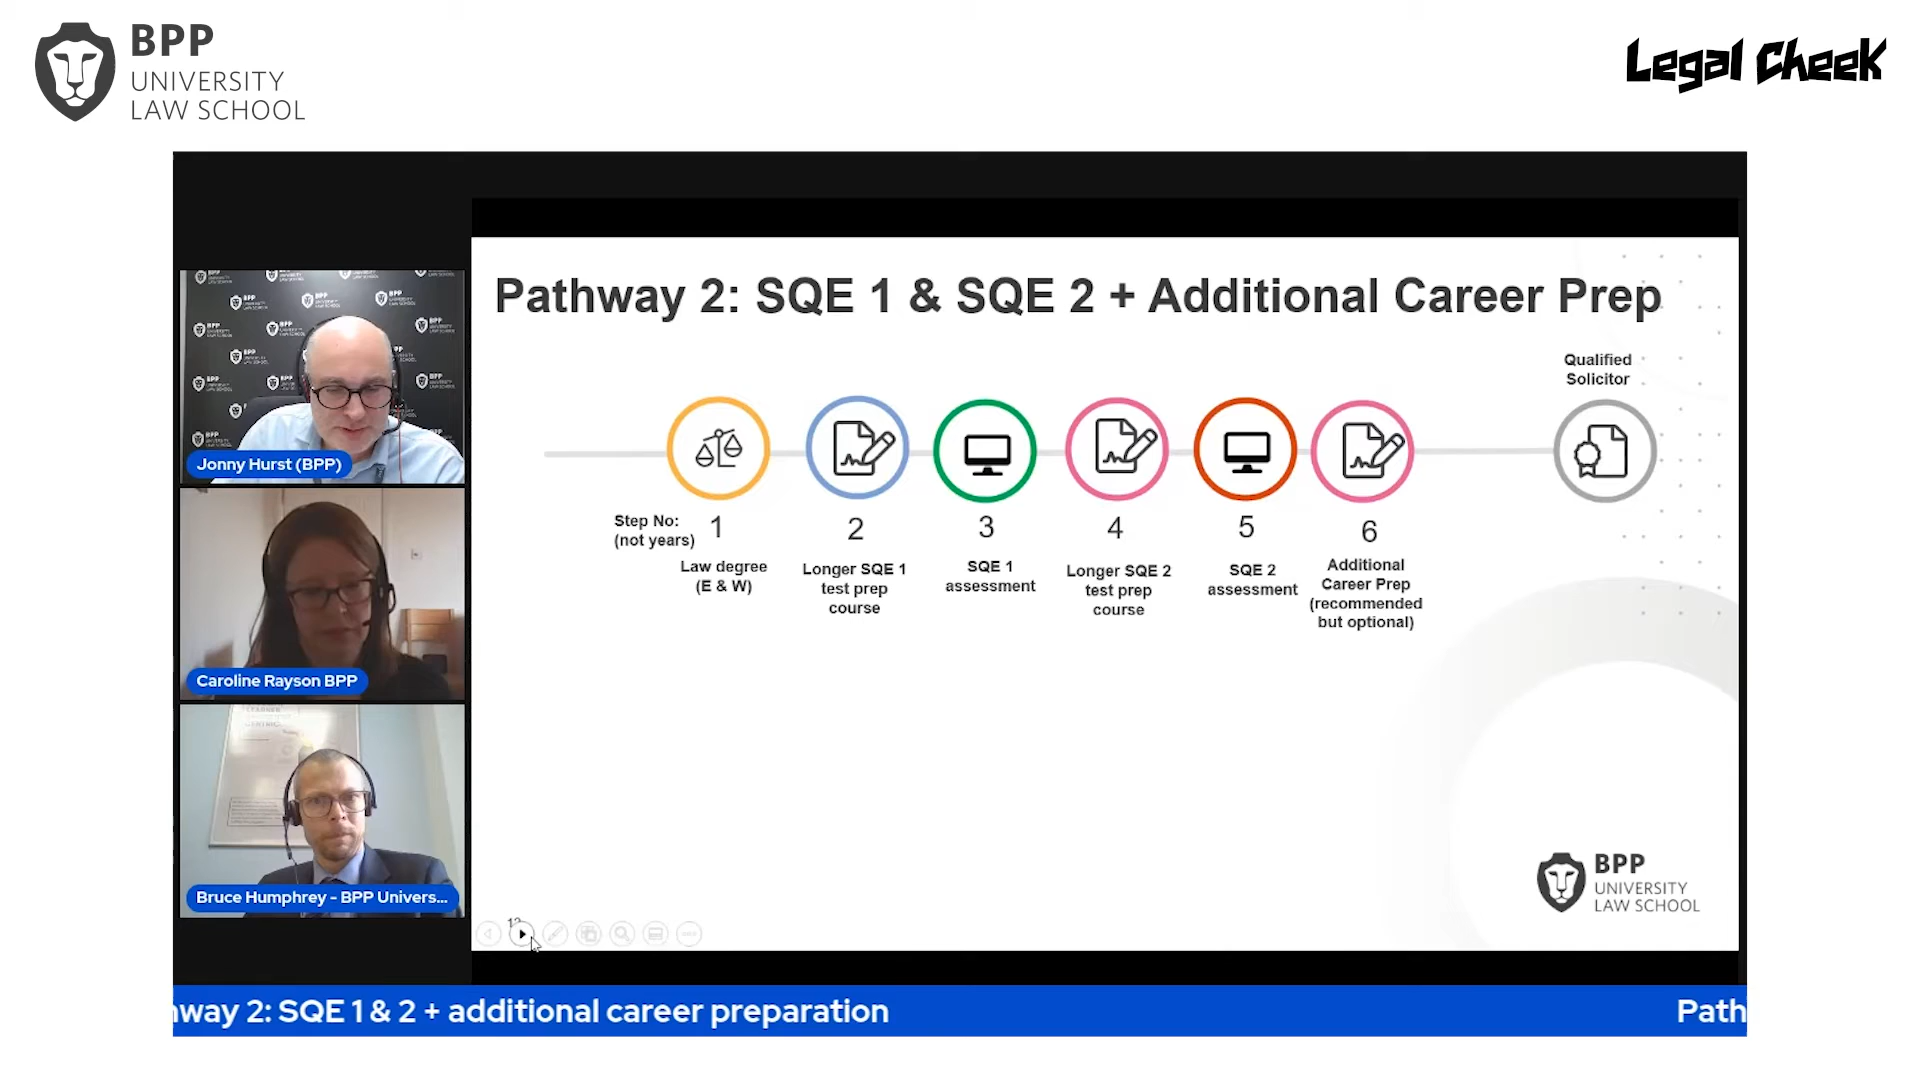 BPP
UNIVERSITY
LAW SCHOOL
Legal Cheek
Jonny Hurst (BPP)
Caroline Rayson BPP
Bruce Humphrey - BPP Univers...
Pathway 2: SQE 1 & SQE 2 + Additional Career Prep
Qualified
Solicitor
Step No:
(not years)
1
Law degree
(E & W)
2
Longer SQE 1
test prep
course
3
SQE 1
assessment
4
Longer SQE 2
test prep
course
5
SQE 2
assessment
6
Additional
Career Prep
(recommended
but optional)
BPP
UNIVERSITY
LAW SCHOOL
way 2: SQE 1 & 2 + additional career preparation
Path